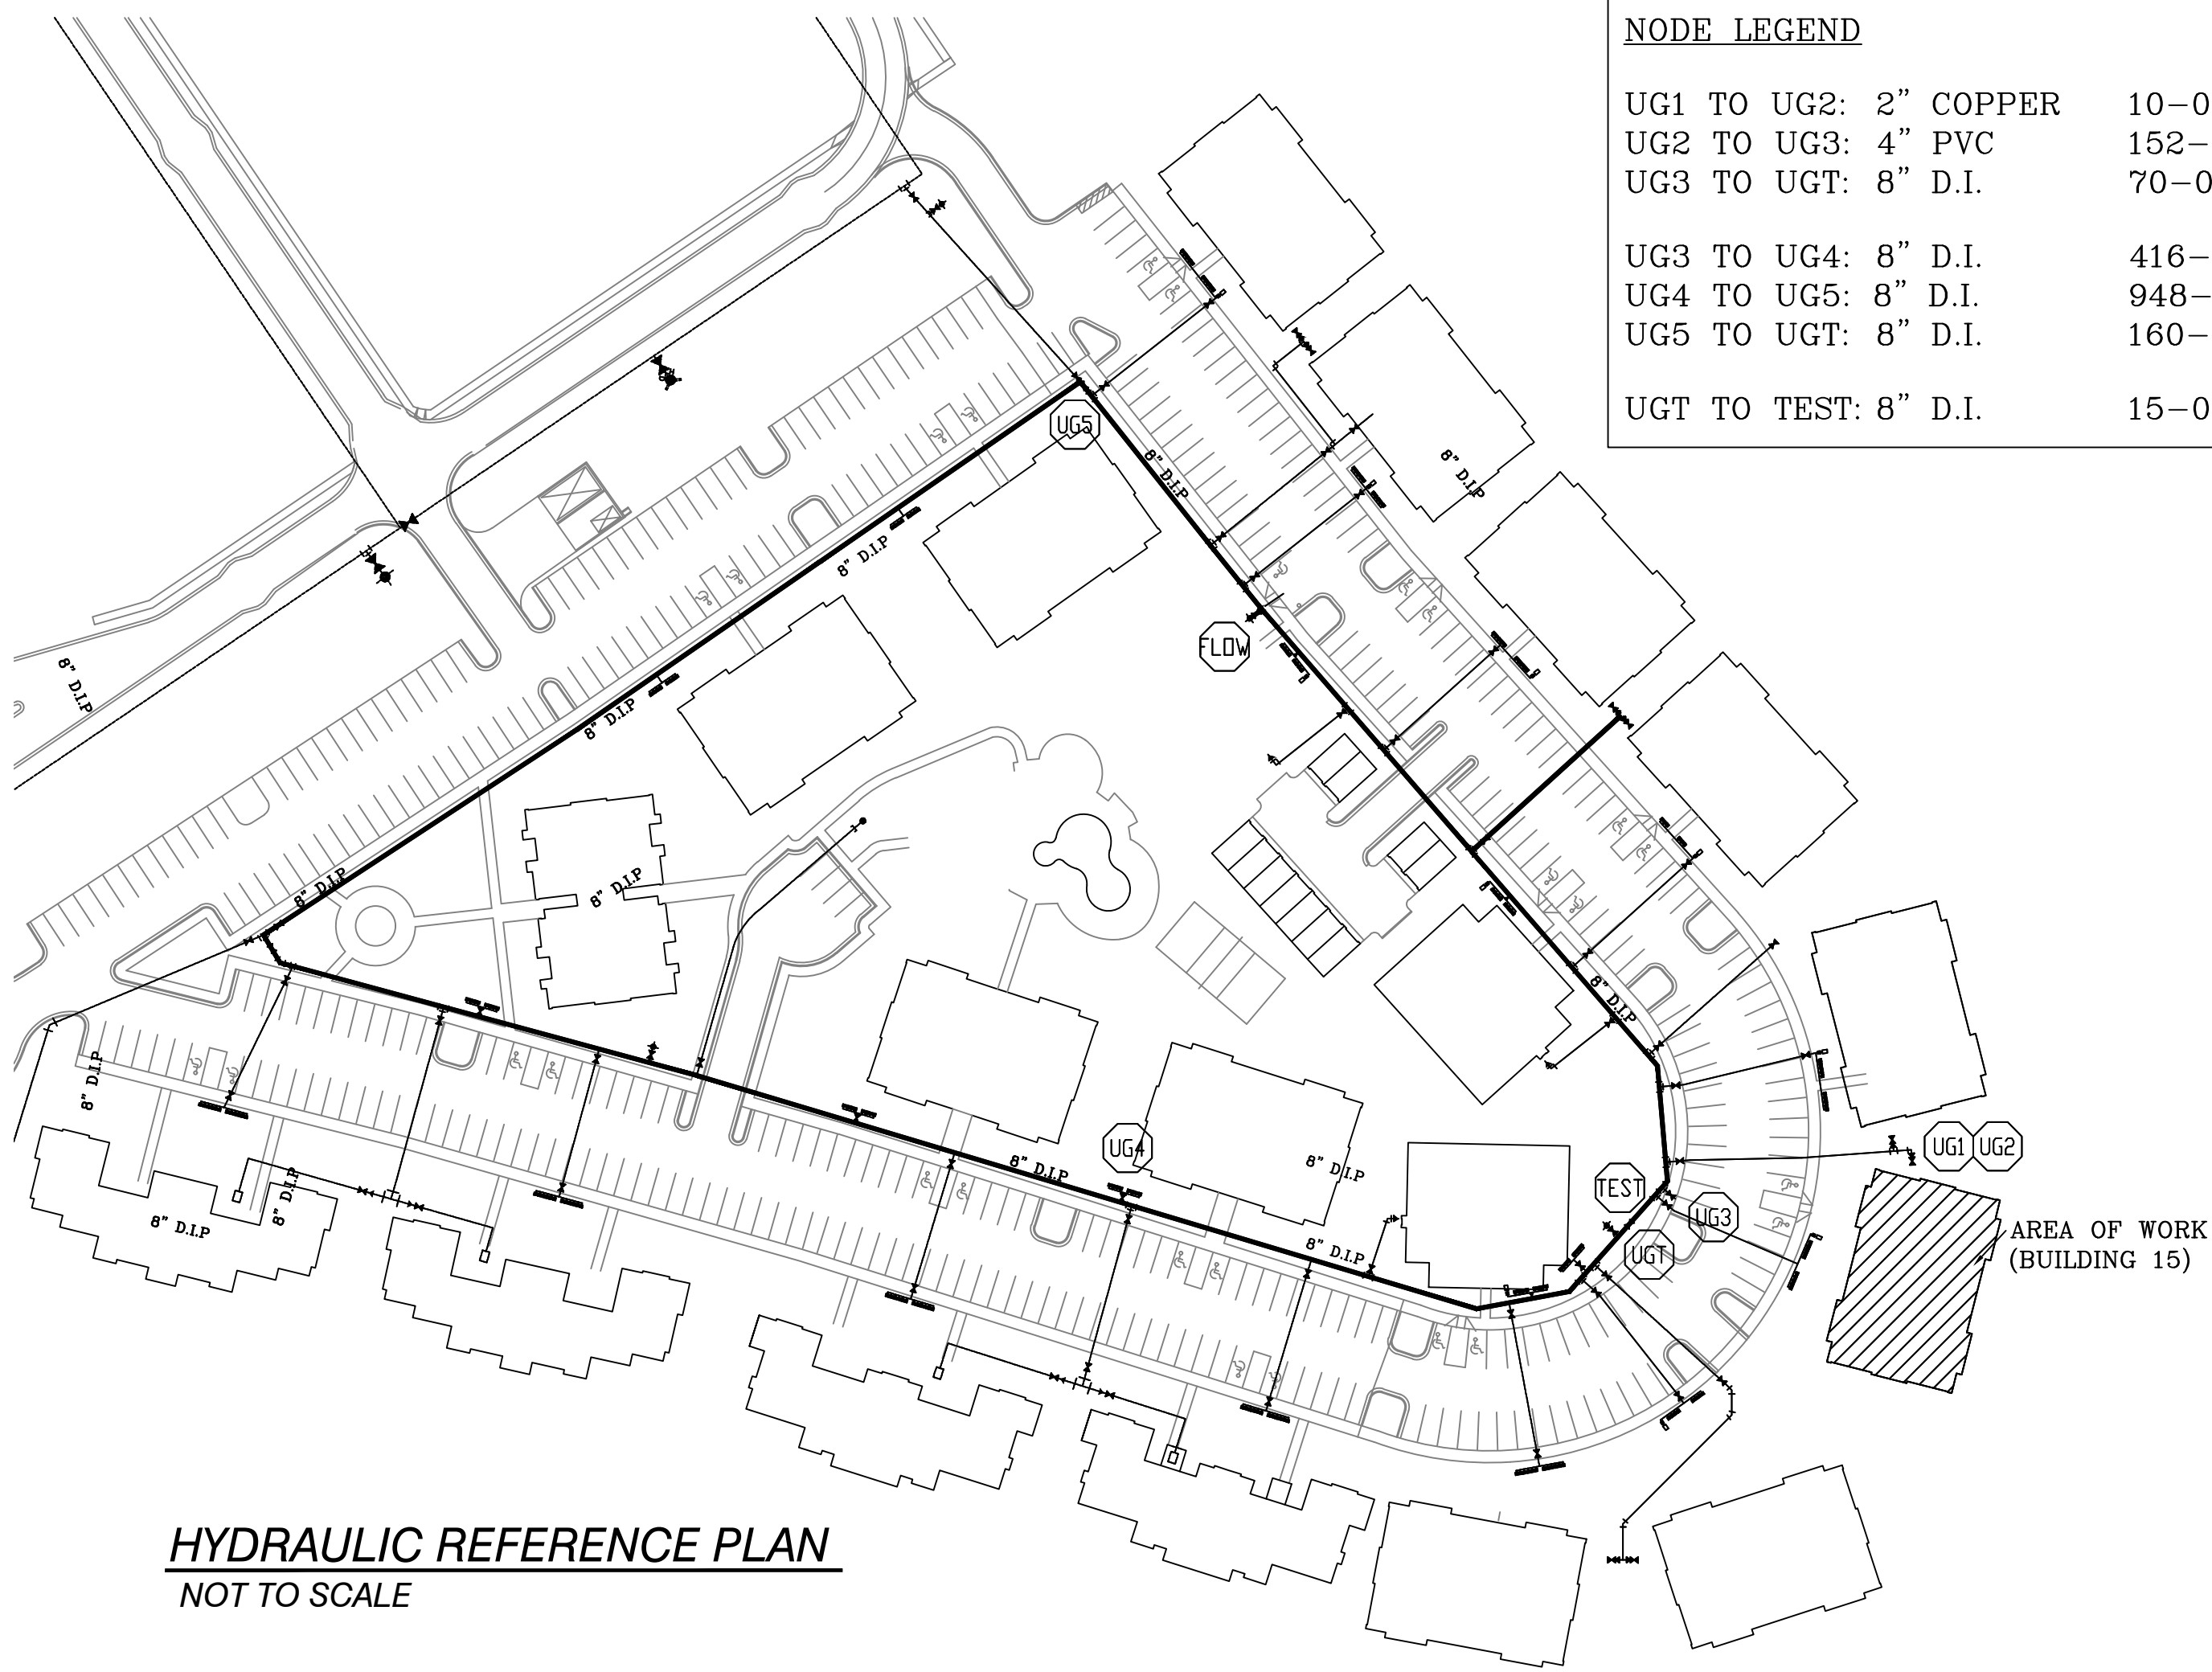 NODE LEGEND
UG1 TO UG2: 2" COPPER 10-0
UG2 TO UG3: 4" PVC 152-
UG3 TO UGT: 8" D.I. 70-0
UG3 TO UG4: 8" D.I. 416-
UG4 TO UG5: 8" D.I. 948-
UG5 TO UGT: 8" D.I. 160-
UGT TO TEST: 8" D.I. 15-0
UG5
8" D.I.P
8" D.I.P
8" D.I.P
FLOW
8" D.I.P
8" D.I.P
8" D.I.P
8" D.I.P
8" D.I.P
8" D.I.P
UG4
8" D.I.P
8" D.I.P
UG1 UG2
TEST
UG3
UGT
8" D.I.P
8" D.I.P
8" D.I.P
AREA OF WORK
(BUILDING 15)
HYDRAULIC REFERENCE PLAN
NOT TO SCALE